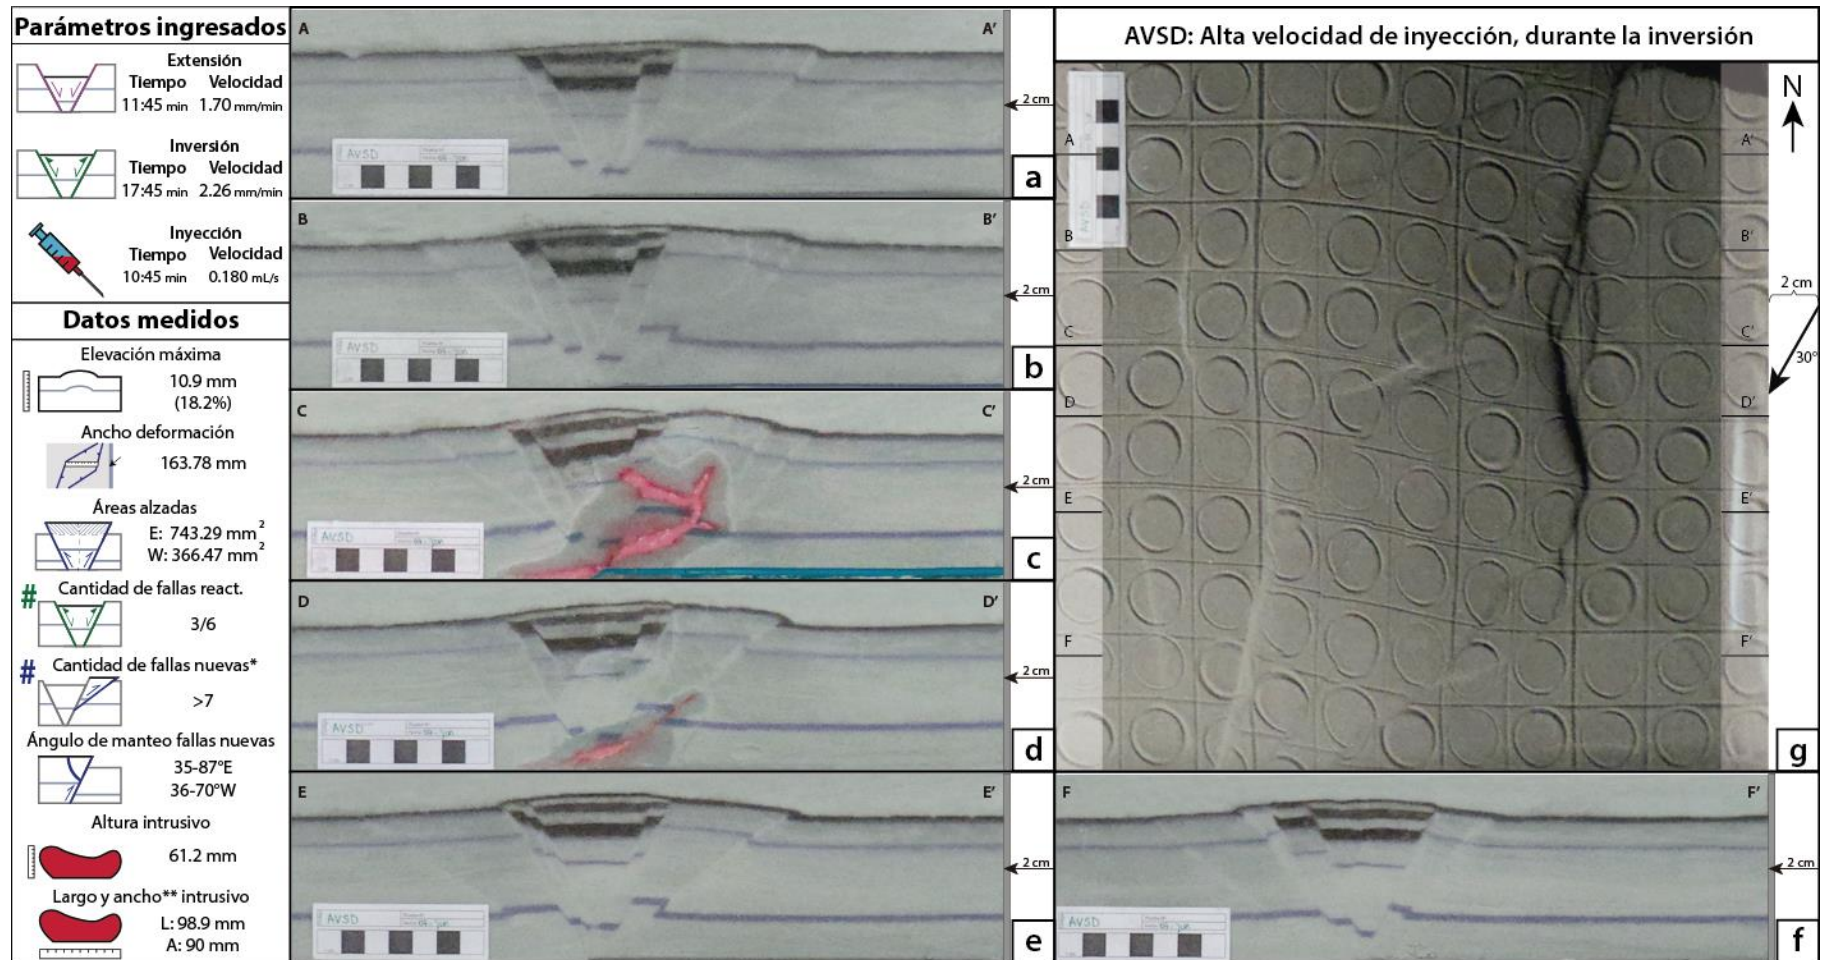 Parámetros ingresados
Extensión
Tiempo Velocidad
11:45 min 1.70 mm/min
Inversión
Tiempo Velocidad
17:45 min 2.26 mm/min
Inyección
Tiempo Velocidad
10:45 min 0.180 mL/s
Datos medidos
Elevación máxima
10.9 mm
(18.2%)
Ancho deformación
163.78 mm
Áreas alzadas
E: 743.29 mm2
W: 366.47 mm2
# Cantidad de fallas react.
3/6
# Cantidad de fallas nuevas*
>7
Ángulo de manteo fallas nuevas
35-87°E
36-70°W
Altura intrusivo
61.2 mm
Largo y ancho** intrusivo
L: 98.9 mm
A: 90 mm
A A'
2 cm
AVSD
a
B B'
2 cm
AVSD
b
C C'
2 cm
AVSD
c
D D'
2 cm
AVSD
d
E E'
2 cm
AVSD
e
AVSD: Alta velocidad de inyección, durante la inversión
N
A A'
AVSD
B B'
2 cm
C C'
30°
D D'
E E'
F F'
g
F F'
2 cm
AVSD
f